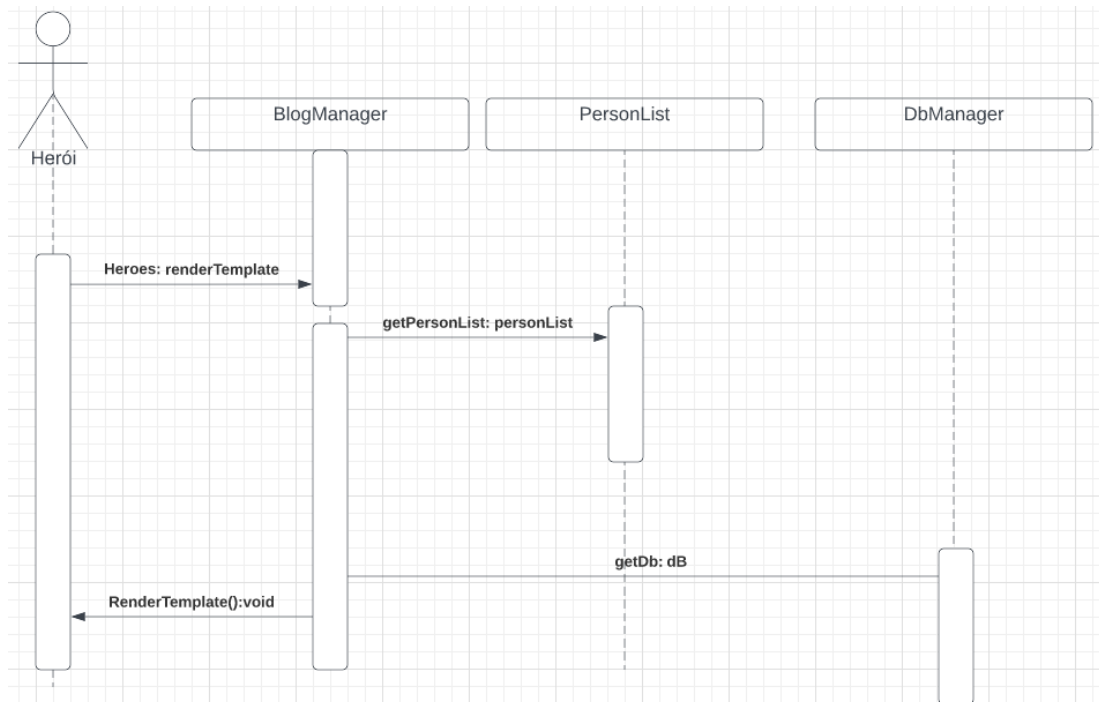 Herói
BlogManager
PersonList
DbManager
Heroes: renderTemplate
getPersonList: personList
getDb: dB
RenderTemplate():void